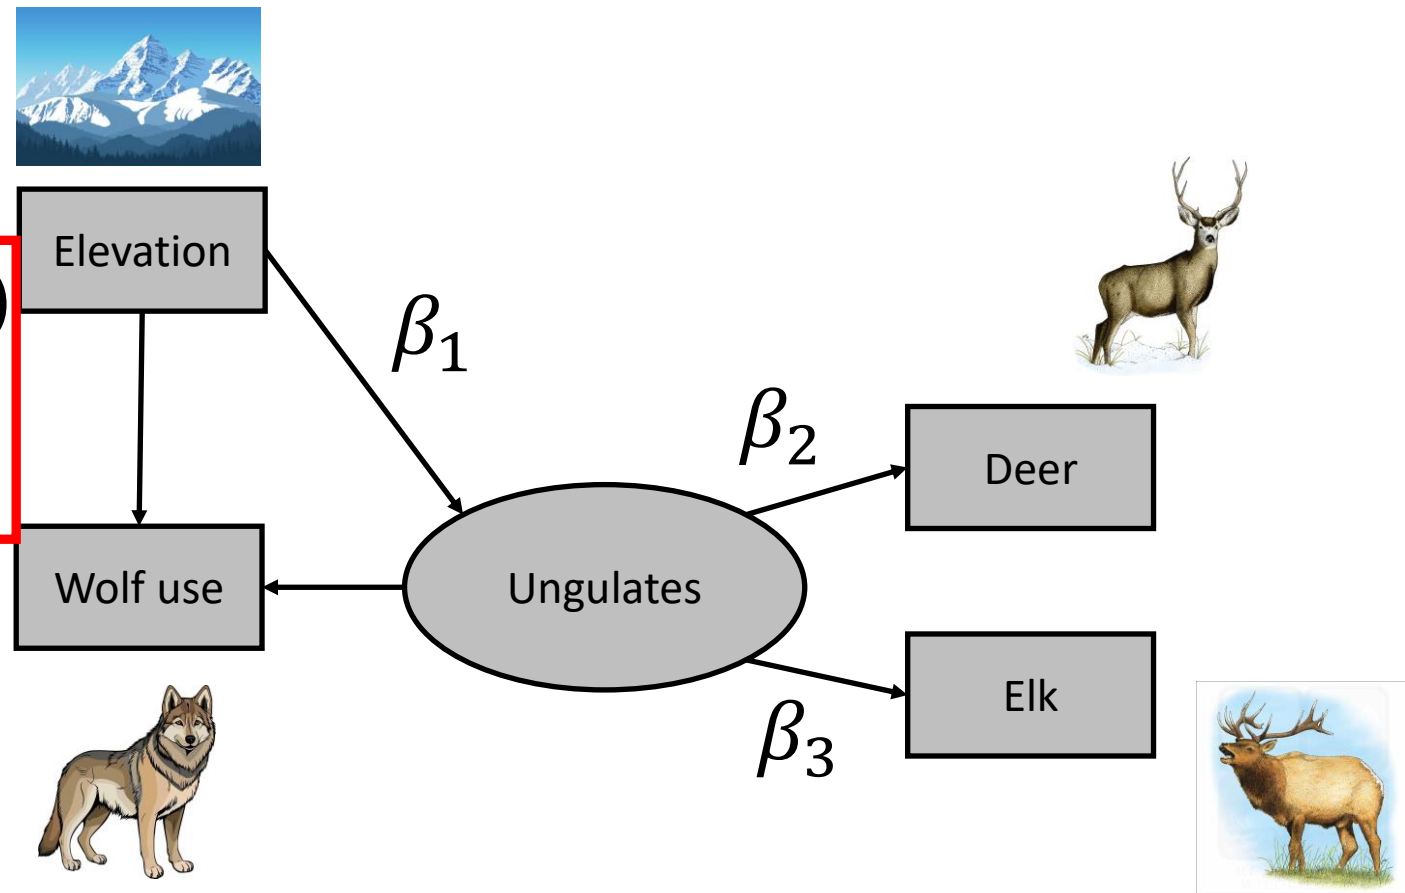 Elevation
)
β₁
β₂
Deer
Wolf use
Ungulates
Elk
β₃